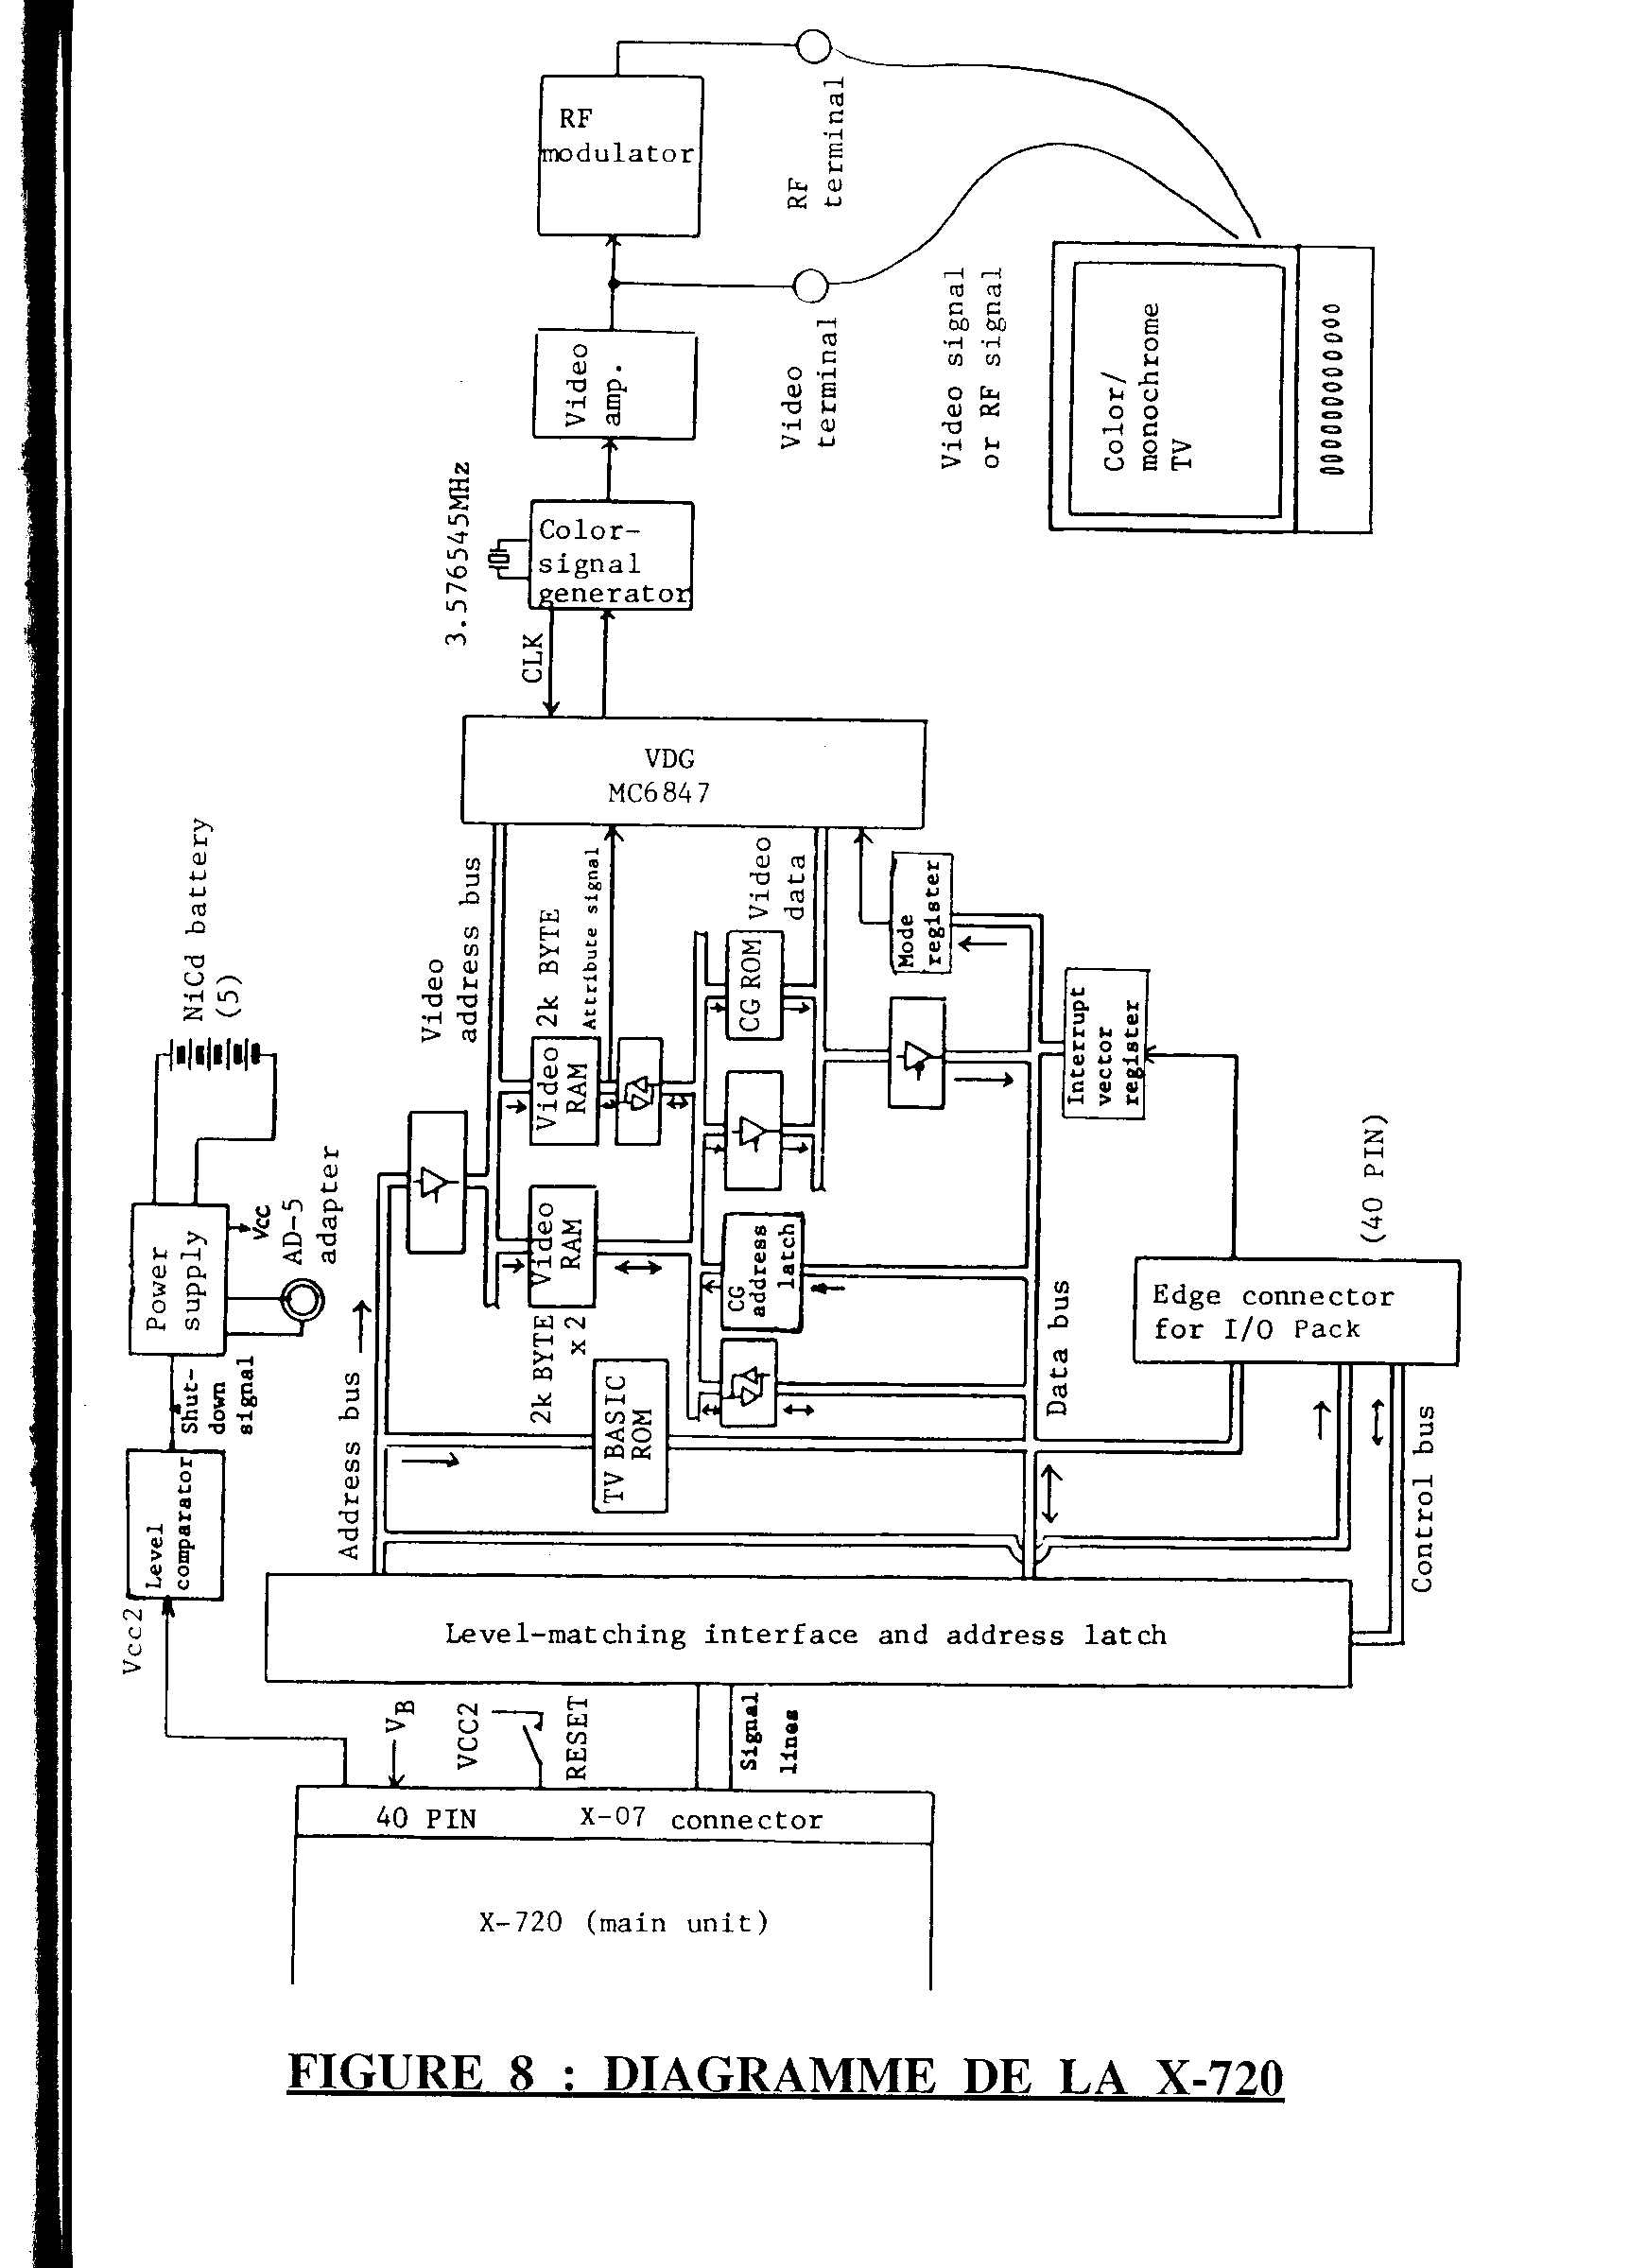 RF
modulator
RF
terminal
Video
amp.
Video
terminal
Video signal
or RF signal
Color/
monochrome
TV
3.576545MHz
Color-
signal
generator
CLK
VDG
MC6847
NiCd battery
(5)
Video
address bus
2k BYTE
Attribute signal
Video
data
Video
RAM
CG ROM
Mode
register
Interrupt
vector
register
Power
supply
Vcc
AD-5
adapter
Shut-
down
signal
Level
comparator
Vcc2
Address bus
Video
RAM
2k BYTE
x 2
TV BASIC
ROM
CG
address
latch
Data bus
(40 PIN)
Edge connector
for I/O Pack
Control bus
Level-matching interface and address latch
VB
VCC2
RESET
Signal
lines
40 PIN X-07 connector
X-720 (main unit)
FIGURE 8 : DIAGRAMME DE LA X-720